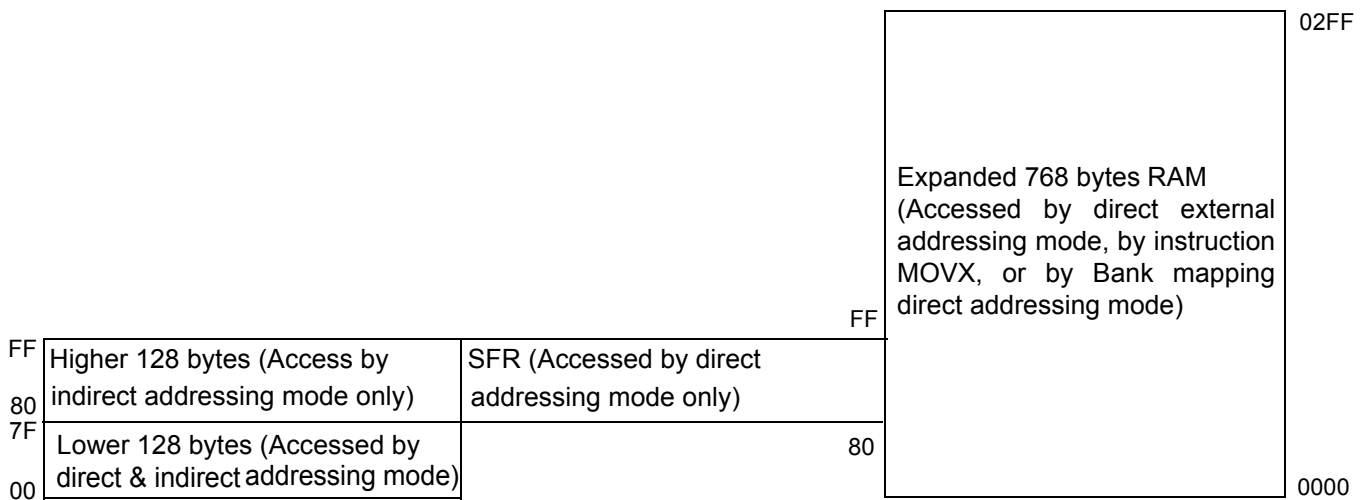 02FF
Expanded 768 bytes RAM
(Accessed by direct external
addressing mode, by instruction
MOVX, or by Bank mapping
direct addressing mode)
FF
FF
Higher 128 bytes (Access by
indirect addressing mode only)
80
SFR (Accessed by direct
addressing mode only)
7F
Lower 128 bytes (Accessed by
direct & indirect addressing mode)
00
80
0000